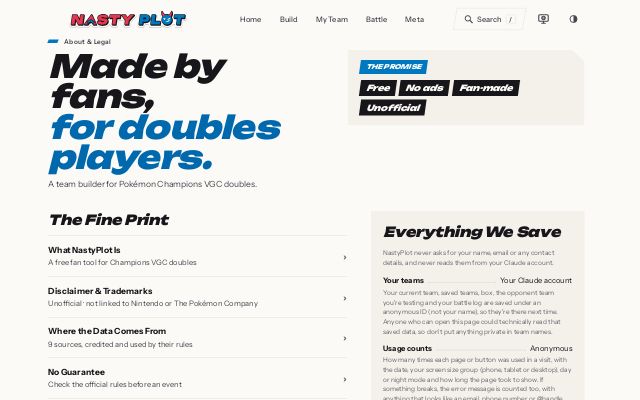 NASTY PLOT
Home
Build
My Team
Battle
Meta
Search /
About & Legal
Made by
fans,
for doubles
players.
A team builder for Pokémon Champions VGC doubles.
THE PROMISE
Free
No ads
Fan-made
Unofficial
The Fine Print
What NastyPlot Is
A free fan tool for Champions VGC doubles
Disclaimer & Trademarks
Unofficial · not linked to Nintendo or The Pokémon Company
Where the Data Comes From
9 sources, credited and used by their rules
No Guarantee
Check the official rules before an event
Everything We Save
NastyPlot never asks for your name, email or any contact
details, and never reads them from your Claude account.
Your teams Your Claude account
Your current team, saved teams, box, the opponent team
you're testing and your battle log are saved under an
anonymous ID (not your name), so they're there next time.
Anyone who can open this page could technically read that
saved data, so don't put anything private in team names.
Usage counts Anonymous
How many times each page or button was used in a visit, with
the date, your screen size group (phone, tablet or desktop), day
or night mode and how long the page took to show. If
something breaks, the error message is counted too, with
anything that looks like an email, phone number or @handle